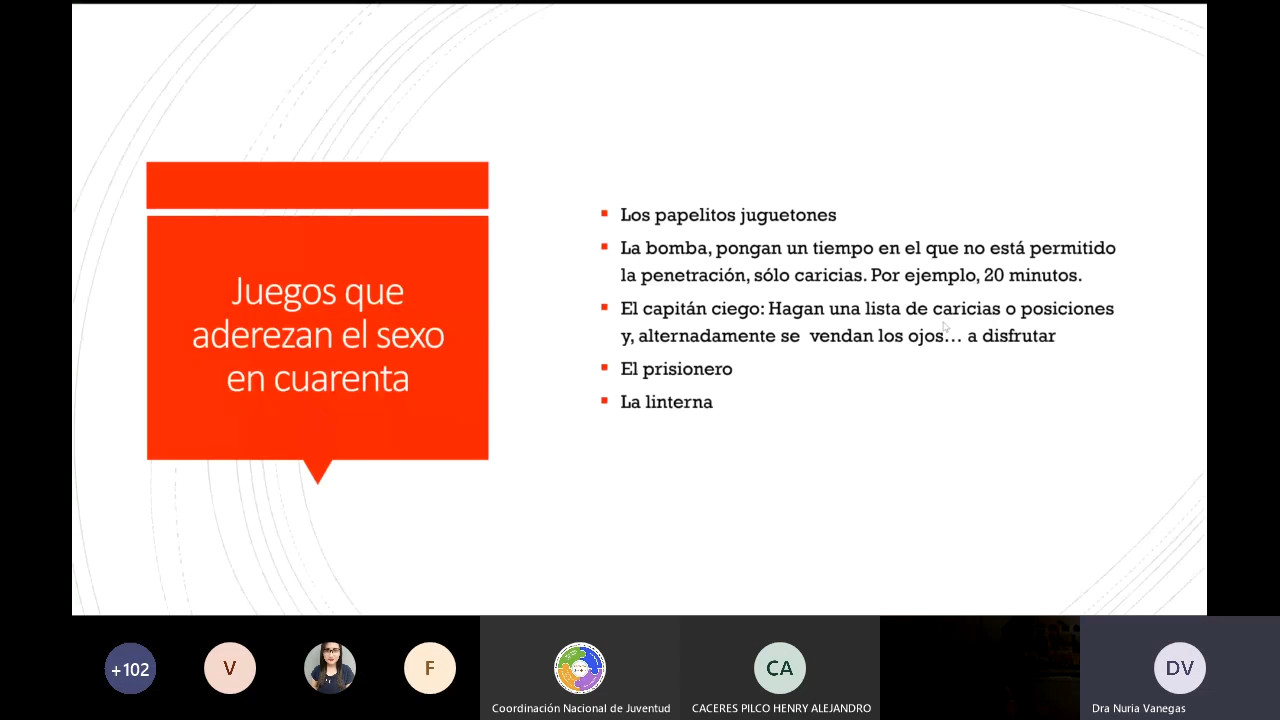 Juegos que
aderezan el sexo
en cuarenta
Los papelitos juguetones
La bomba, pongan un tiempo en el que no está permitido
la penetración, sólo caricias. Por ejemplo, 20 minutos.
El capitán ciego: Hagan una lista de caricias o posiciones
y, alternadamente se vendan los ojos... a disfrutar
El prisionero
La linterna
+102
V
F
CA
DV
Coordinación Nacional de Juventud
CACERES PILCO HENRY ALEJANDRO
Dra Nuria Vanegas